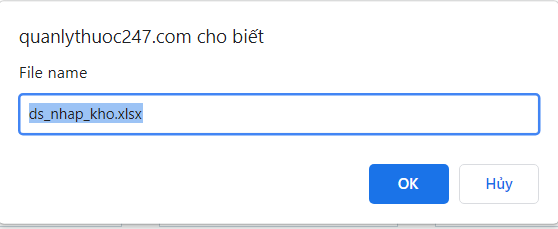 quanlythuoc247.com cho biết
File name
ds_nhap_kho.xlsx
OK
Hủy